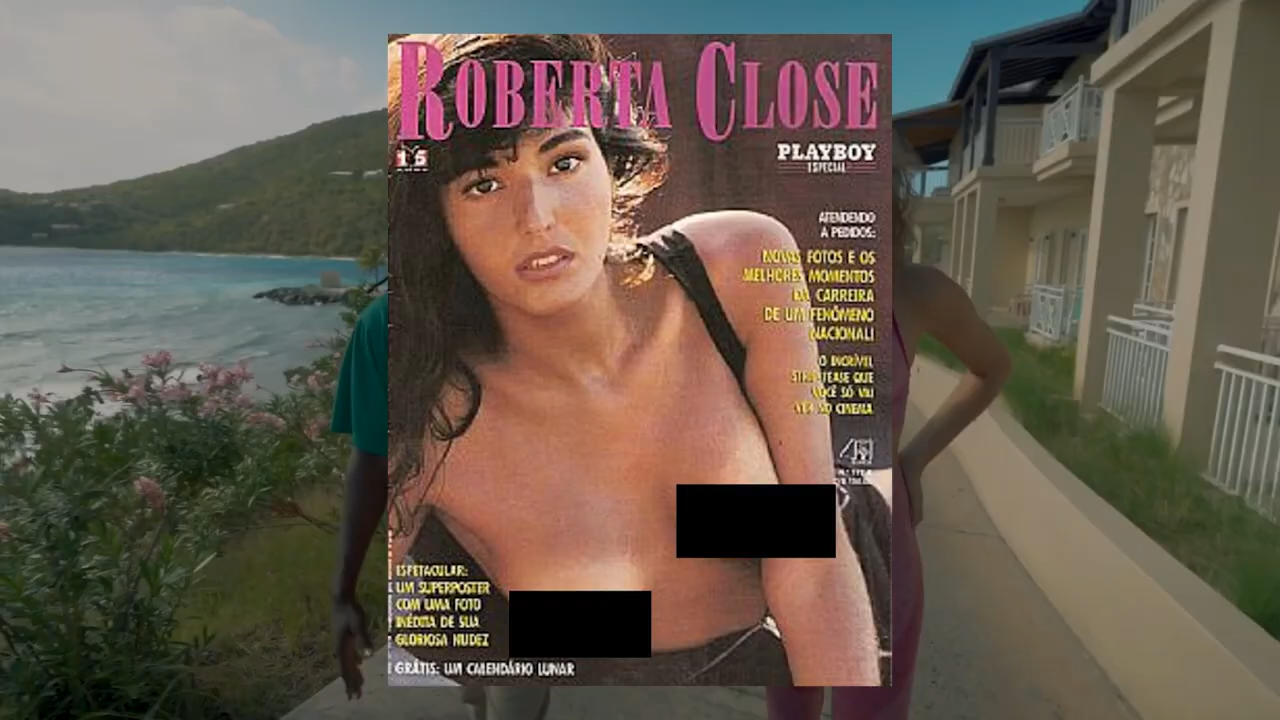 ROBERTA CLOSE
15
PLAYBOY
ESPECIAL
ATENDENDO
A PEDIDOS:
NOVAS FOTOS E OS
MELHORES MOMENTOS
DA CARREIRA
DE UM FENÔMENO
NACIONAL!
O INCRÍVEL
STRIP-TEASE QUE
VOCÊ SÓ VAI
VER NO CINEMA
ESPETACULAR:
UM SUPERPOSTER
COM UMA FOTO
INÉDITA DE SUA
GLORIOSA NUDEZ
GRÁTIS: UM CALENDÁRIO LUNAR